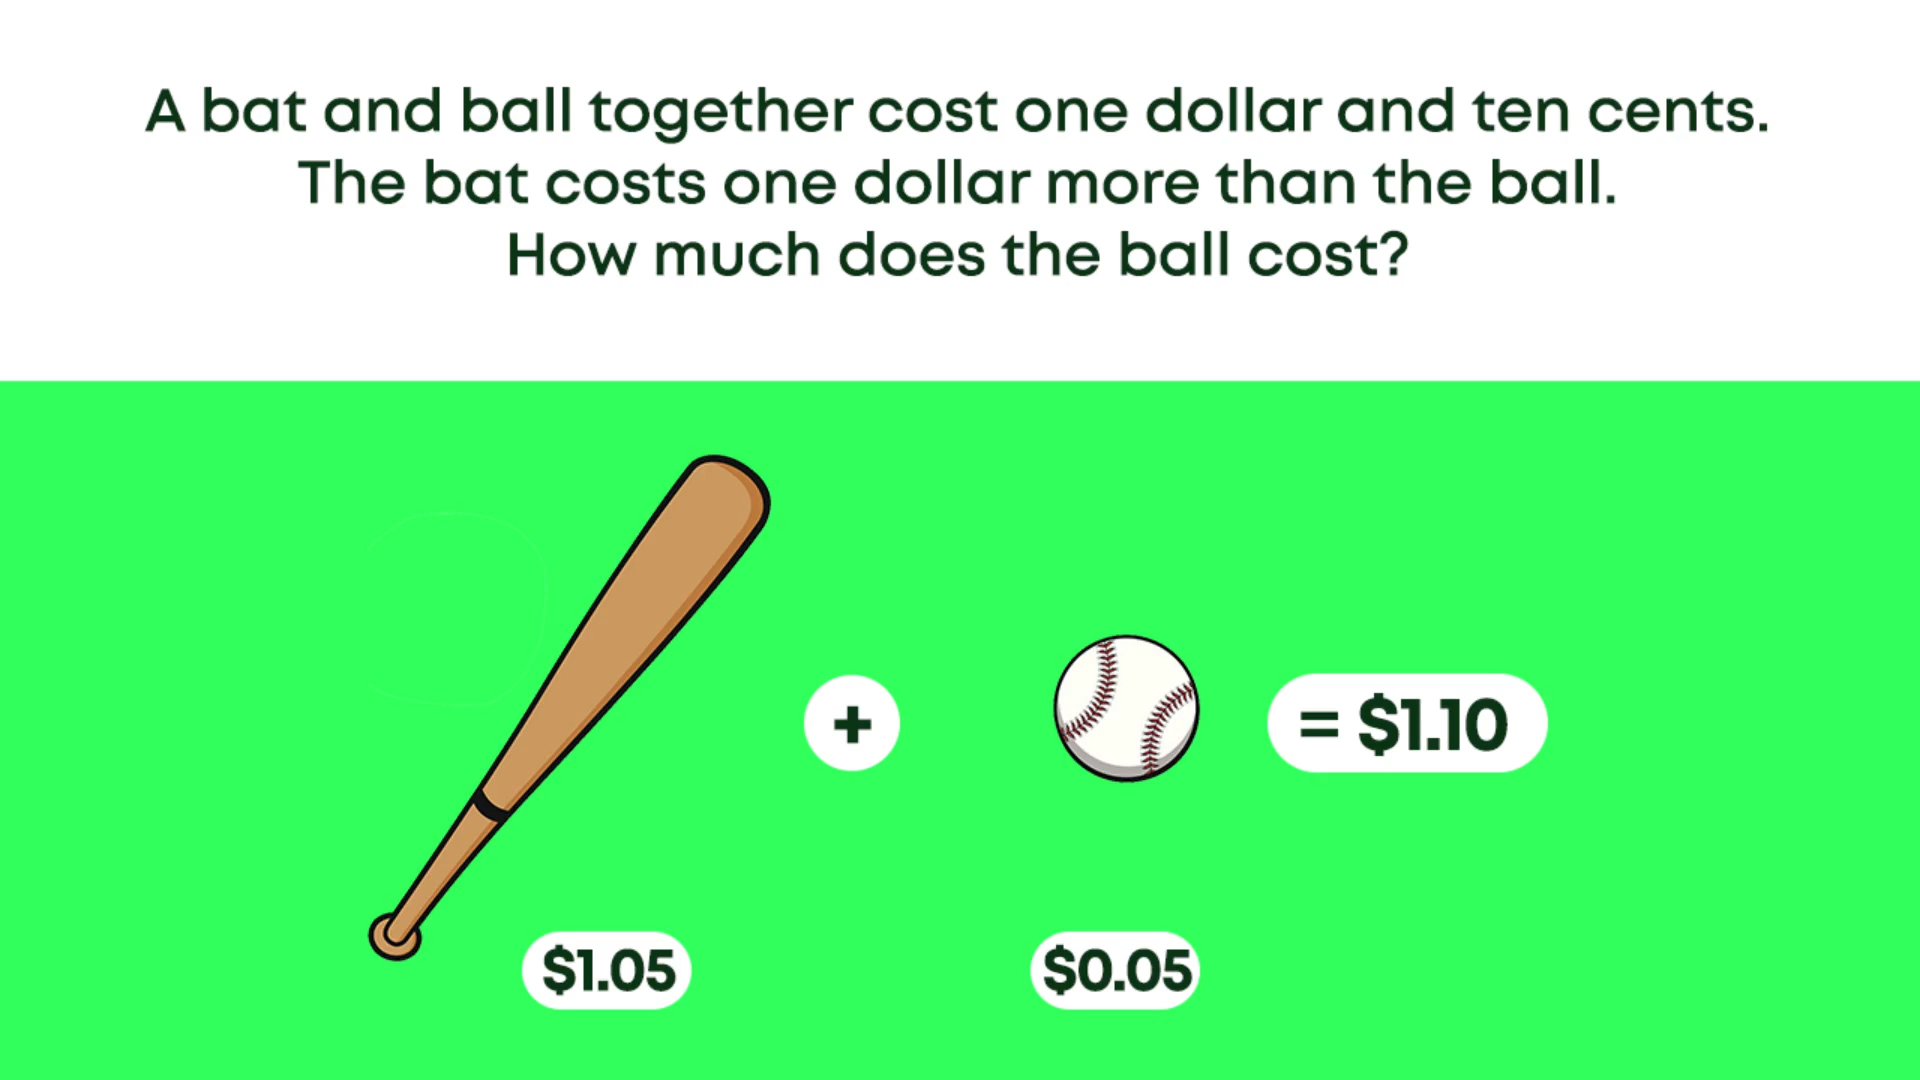 A bat and ball together cost one dollar and ten cents.
The bat costs one dollar more than the ball.
How much does the ball cost?
+
= $1.10
$1.05
$0.05